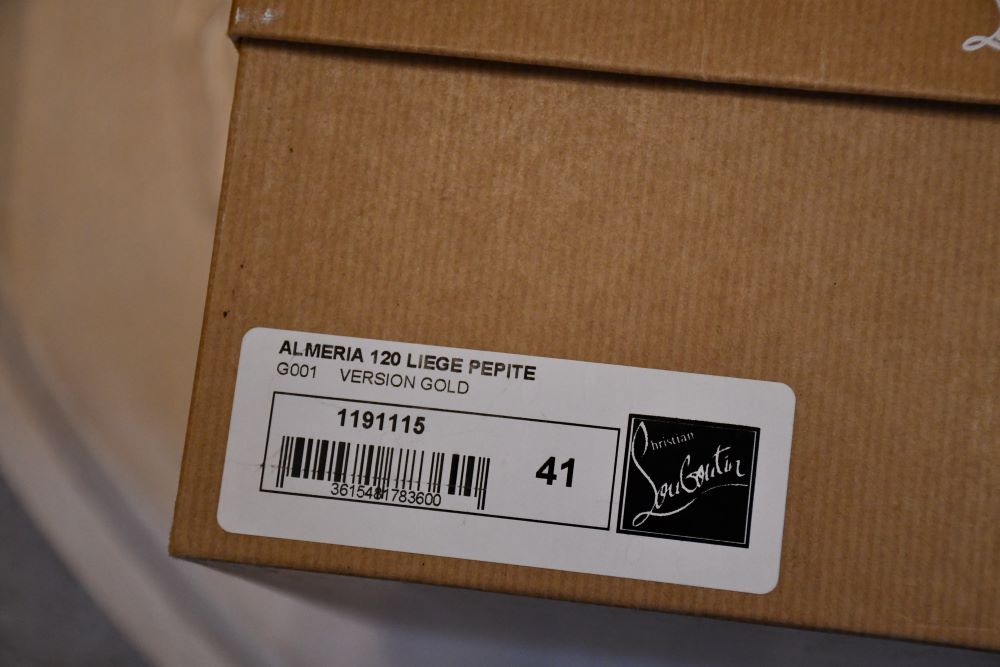 ALMERIA 120 LIEGE PEPITE
G001 VERSION GOLD
1191115
3615481783600
41
Christian
Louboutin